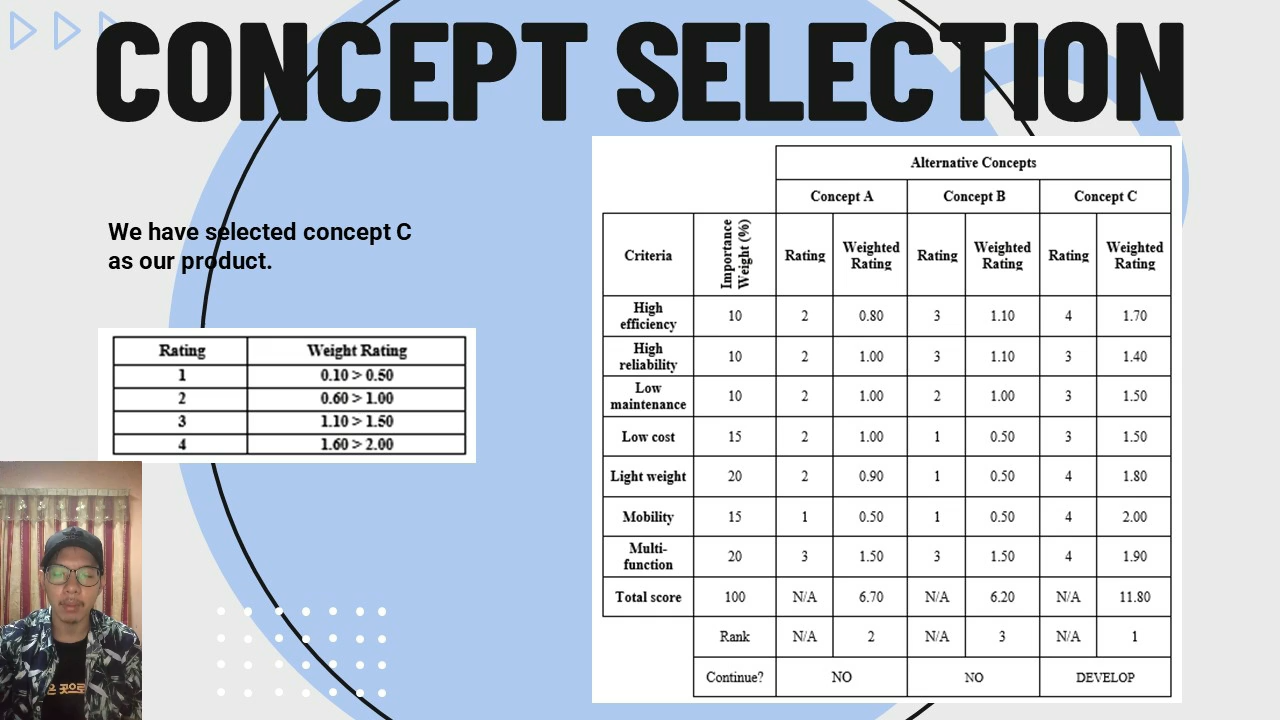 CONCEPT SELECTION
We have selected concept C
as our product.
Rating Weight Rating
1 0.10 > 0.50
2 0.60 > 1.00
3 1.10 > 1.50
4 1.60 > 2.00
Alternative Concepts
Concept A Concept B Concept C
Criteria Importance Weight (%) Rating Weighted Rating Rating Weighted Rating Rating Weighted Rating
High efficiency 10 2 0.80 3 1.10 4 1.70
High reliability 10 2 1.00 3 1.10 3 1.40
Low maintenance 10 2 1.00 2 1.00 3 1.50
Low cost 15 2 1.00 1 0.50 3 1.50
Light weight 20 2 0.90 1 0.50 4 1.80
Mobility 15 1 0.50 1 0.50 4 2.00
Multi-function 20 3 1.50 3 1.50 4 1.90
Total score 100 N/A 6.70 N/A 6.20 N/A 11.80
Rank N/A 2 N/A 3 N/A 1
Continue? NO NO DEVELOP